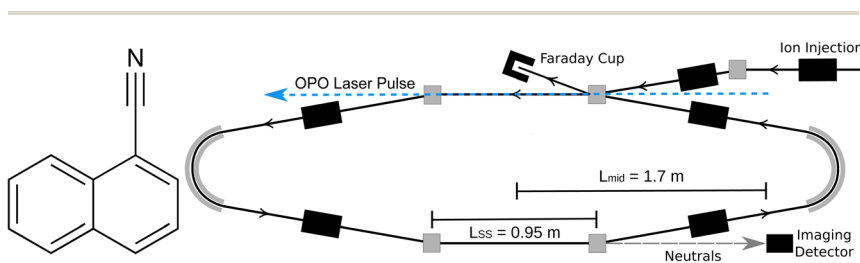 N
Faraday Cup
Ion Injection
OPO Laser Pulse
Lmid = 1.7 m
LSS = 0.95 m
Imaging
Detector
Neutrals